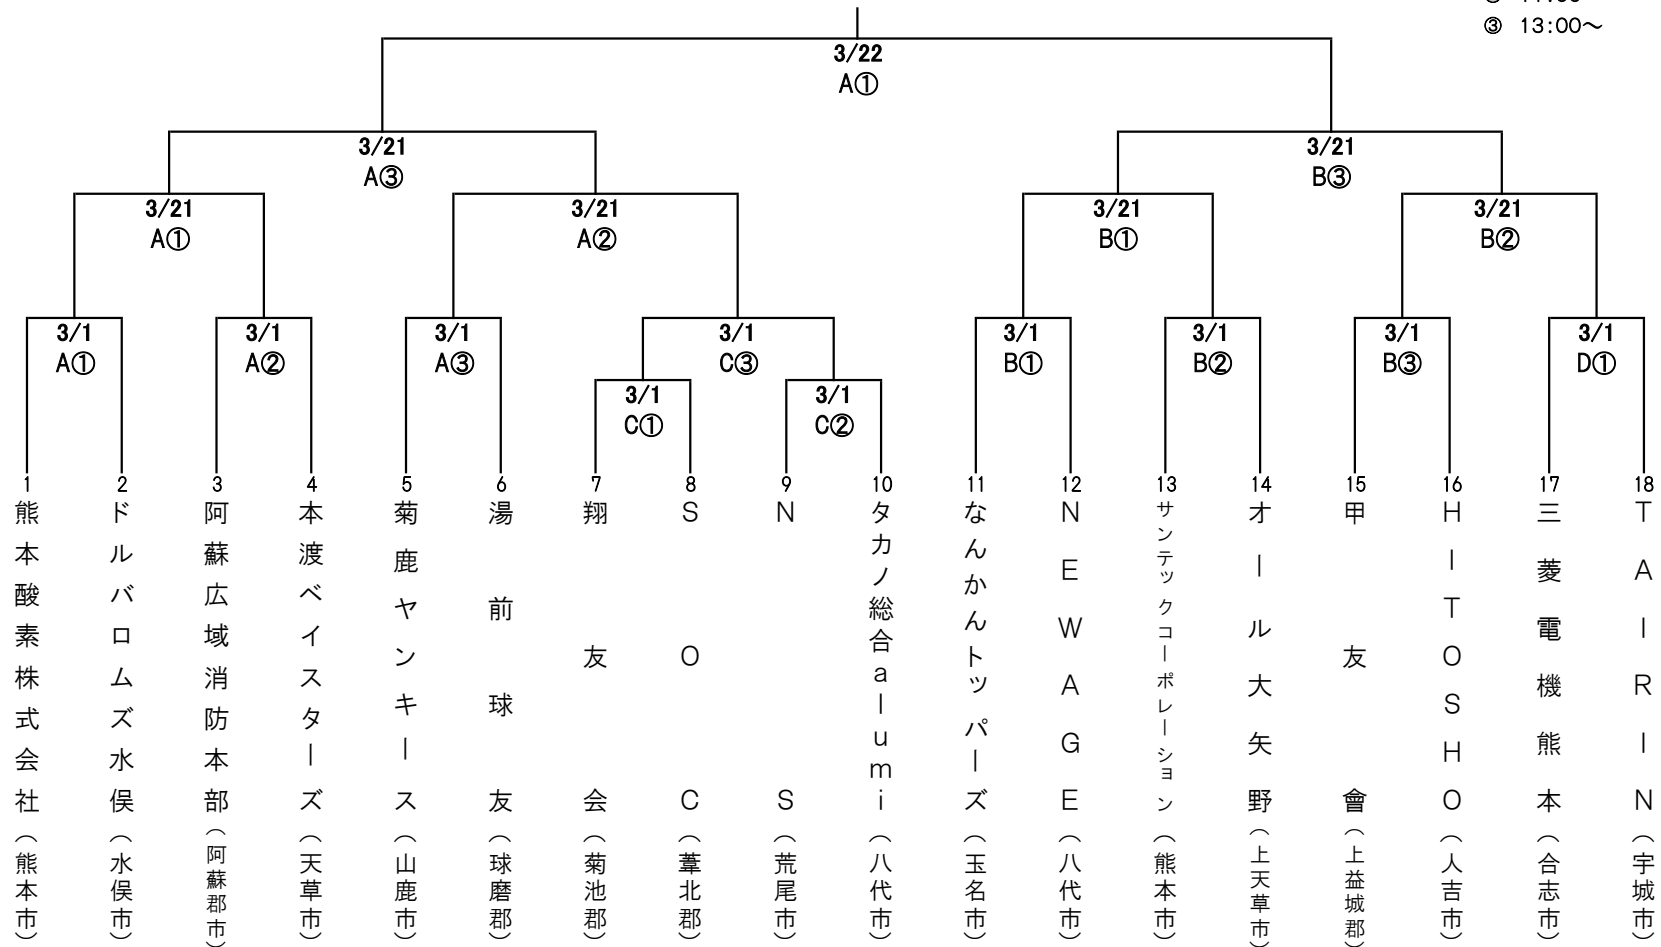 ③ 13:00～
3/22
A①
3/21
A③
3/21
B③
3/21
A①
3/21
A②
3/21
B①
3/21
B②
3/1
A①
3/1
A②
3/1
A③
3/1
C③
3/1
B①
3/1
B②
3/1
B③
3/1
D①
3/1
C①
3/1
C②
1
熊本酸素株式会社（熊本市）
2
ドルバロムズ水俣（水俣市）
3
阿蘇広域消防本部（阿蘇郡市）
4
本渡ベイスターズ（天草市）
5
菊鹿ヤンキース（山鹿市）
6
湯前球友（球磨郡）
7
翔友会（菊池郡）
8
SOC（葦北郡）
9
NS（荒尾市）
10
タカノ総合alumi（八代市）
11
なんかんトッパーズ（玉名市）
12
NEWAGE（八代市）
13
サンテックコーポレーション（熊本市）
14
オール大矢野（上天草市）
15
甲友會（上益城郡）
16
HITOSHO（人吉市）
17
三菱電機熊本（合志市）
18
TAIRIN（宇城市）